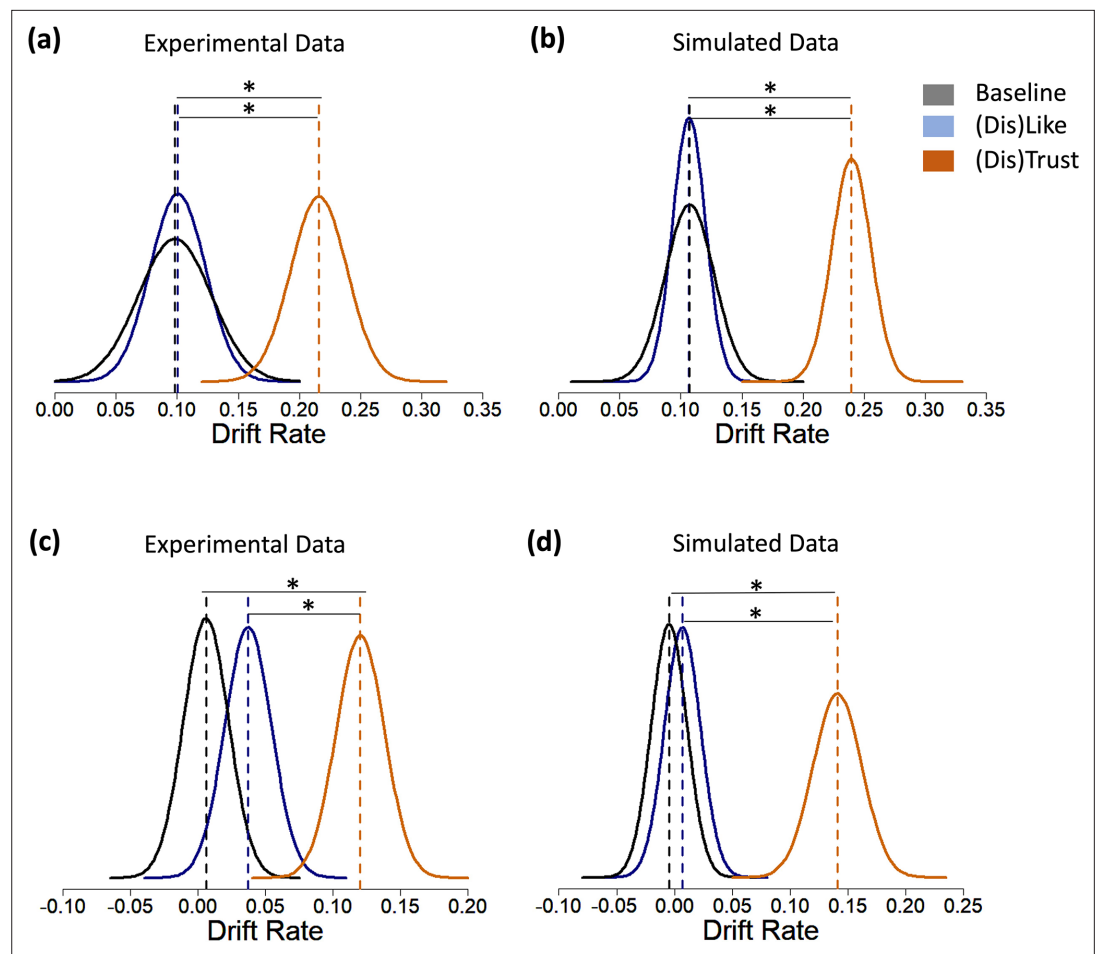 (a) Experimental Data
(b) Simulated Data
* *
* *
Baseline
(Dis)Like
(Dis)Trust
0.00 0.05 0.10 0.15 0.20 0.25 0.30 0.35
Drift Rate
0.00 0.05 0.10 0.15 0.20 0.25 0.30 0.35
Drift Rate
(c) Experimental Data
(d) Simulated Data
* *
* *
-0.10 -0.05 0.00 0.05 0.10 0.15 0.20
Drift Rate
-0.10 -0.05 0.00 0.05 0.10 0.15 0.20 0.25
Drift Rate